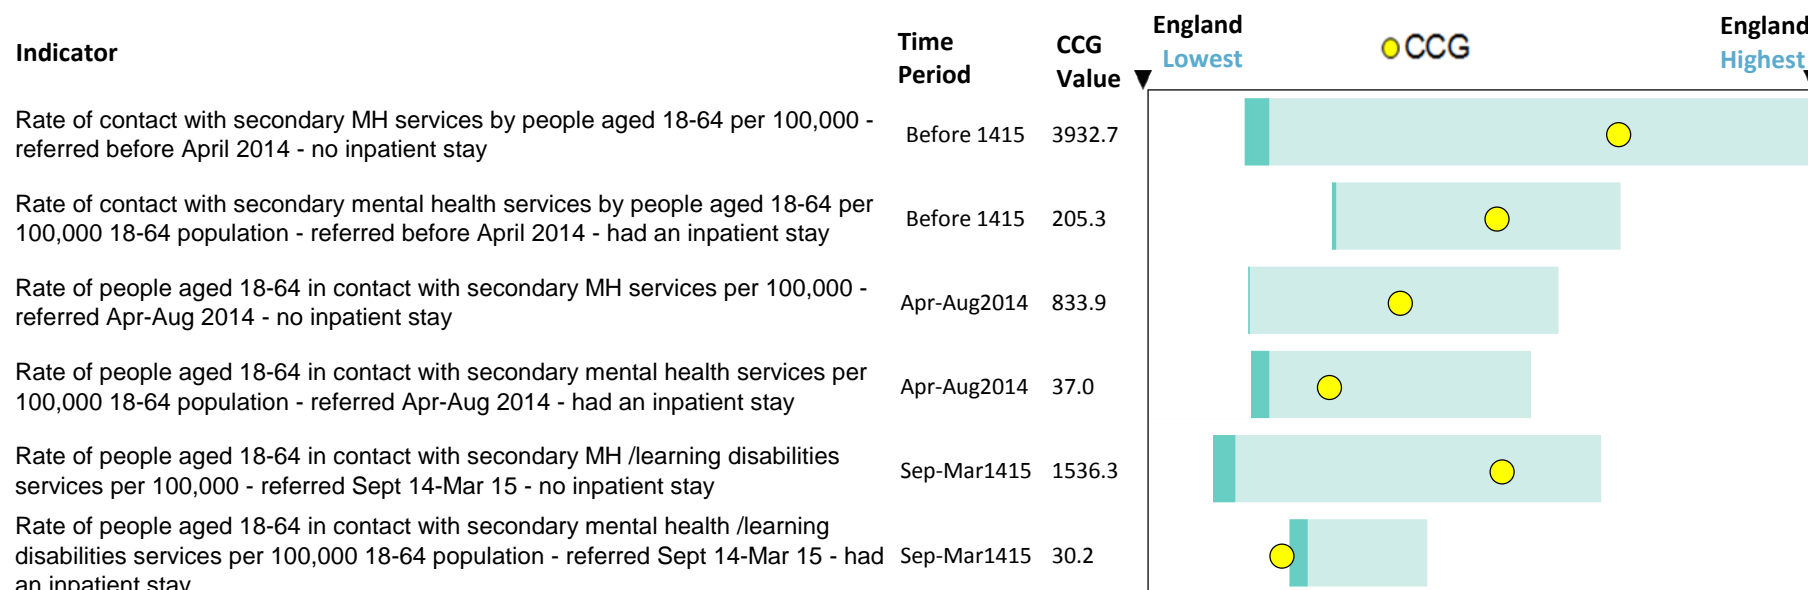 Indicator
Time Period
CCG Value
England Lowest
CCG
England Highest
Rate of contact with secondary MH services by people aged 18-64 per 100,000 -
referred before April 2014 - no inpatient stay
Before 1415 3932.7
Rate of contact with secondary mental health services by people aged 18-64 per
100,000 18-64 population - referred before April 2014 - had an inpatient stay
Before 1415 205.3
Rate of people aged 18-64 in contact with secondary MH services per 100,000 -
referred Apr-Aug 2014 - no inpatient stay
Apr-Aug2014 833.9
Rate of people aged 18-64 in contact with secondary mental health services per
100,000 18-64 population - referred Apr-Aug 2014 - had an inpatient stay
Apr-Aug2014 37.0
Rate of people aged 18-64 in contact with secondary MH /learning disabilities
services per 100,000 - referred Sept 14-Mar 15 - no inpatient stay
Sep-Mar1415 1536.3
Rate of people aged 18-64 in contact with secondary mental health /learning
disabilities services per 100,000 18-64 population - referred Sept 14-Mar 15 - had
an inpatient stay
Sep-Mar1415 30.2